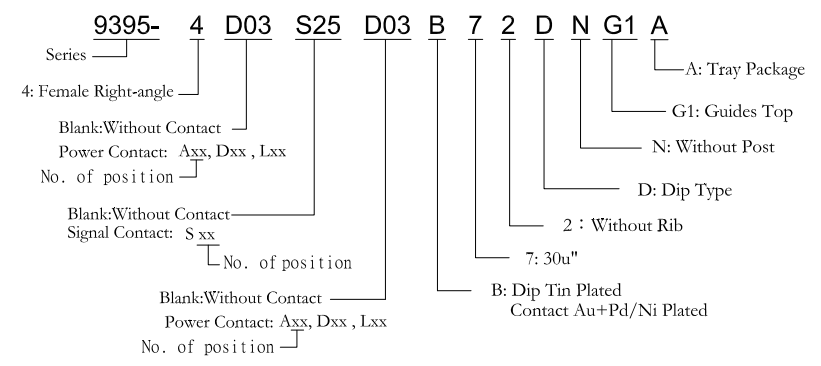 9395- 4 D03 S25 D03 B 7 2 D N G1 A
Series
A: Tray Package
4: Female Right-angle
G1: Guides Top
Blank:Without Contact
Power Contact: Axx, Dxx , Lxx
N: Without Post
No. of position
D: Dip Type
Blank:Without Contact
Signal Contact: S xx
2：Without Rib
No. of position
7: 30u"
Blank:Without Contact
B: Dip Tin Plated
Contact Au+Pd/Ni Plated
Power Contact: Axx, Dxx , Lxx
No. of position